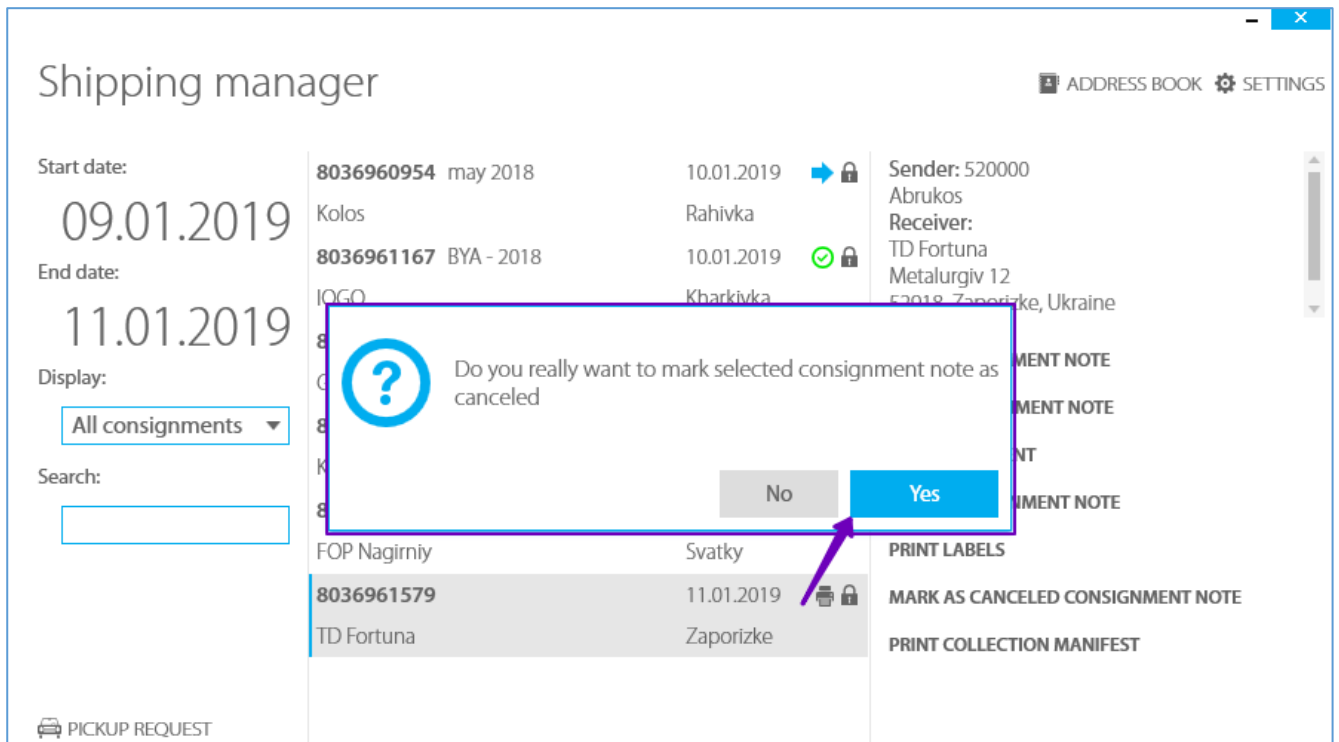 Shipping manager
ADDRESS BOOK SETTINGS
Start date:
09.01.2019
End date:
11.01.2019
Display:
All consignments
Search:
PICKUP REQUEST
8036960954 may 2018 10.01.2019
Kolos Rahivka
8036961167 BYA - 2018 10.01.2019
IOGO Kharkivka
FOP Nagirniy Svatky
8036961579 11.01.2019
TD Fortuna Zaporizke
Do you really want to mark selected consignment note as
canceled
No Yes
Sender: 520000
Abrukos
Receiver:
TD Fortuna
Metalurgiv 12
52918, Zaporizke, Ukraine
NOTE
NOTE
NOTE
PRINT LABELS
MARK AS CANCELED CONSIGNMENT NOTE
PRINT COLLECTION MANIFEST